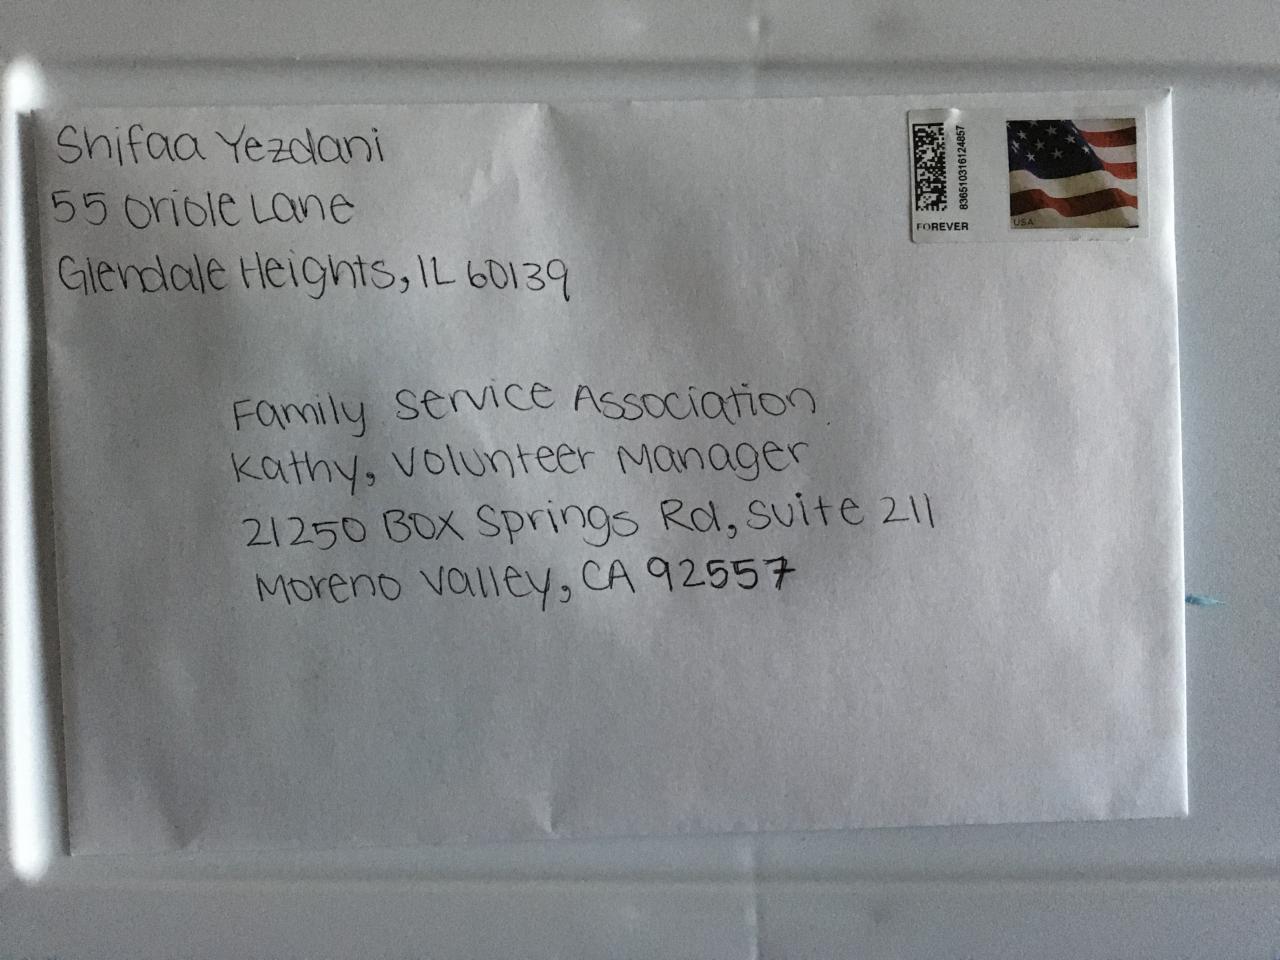 Shifaa Yezdani
55 Oriole Lane
Glendale Heights, IL 60139
836510316124857
FOREVER
USA
Family Service Association
Kathy, Volunteer Manager
21250 Box Springs Rd, Suite 211
Moreno Valley, CA 92557